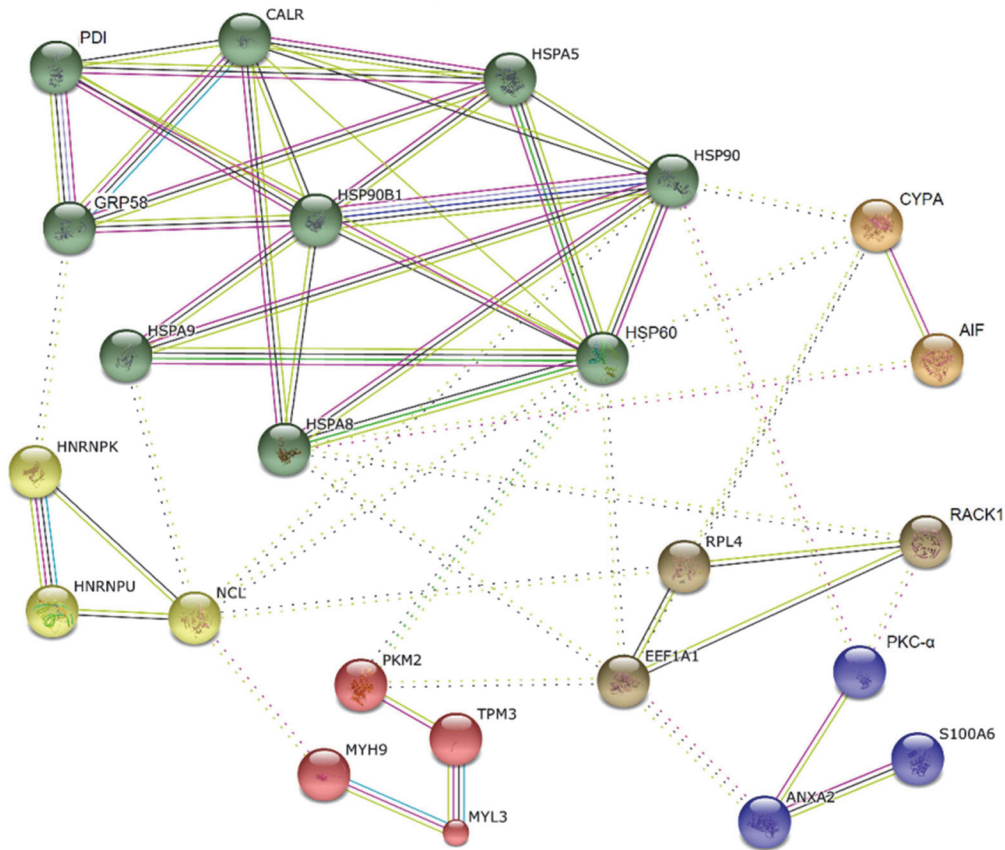 CALR
PDI
HSPA5
HSP90
GRP58
HSP90B1
CYPA
HSPA9
HSP60
AIF
HSPA8
HNRNPK
RACK1
RPL4
HNRNPU
NCL
PKM2
EEF1A1
PKC-α
TPM3
MYH9
S100A6
ANXA2
MYL3